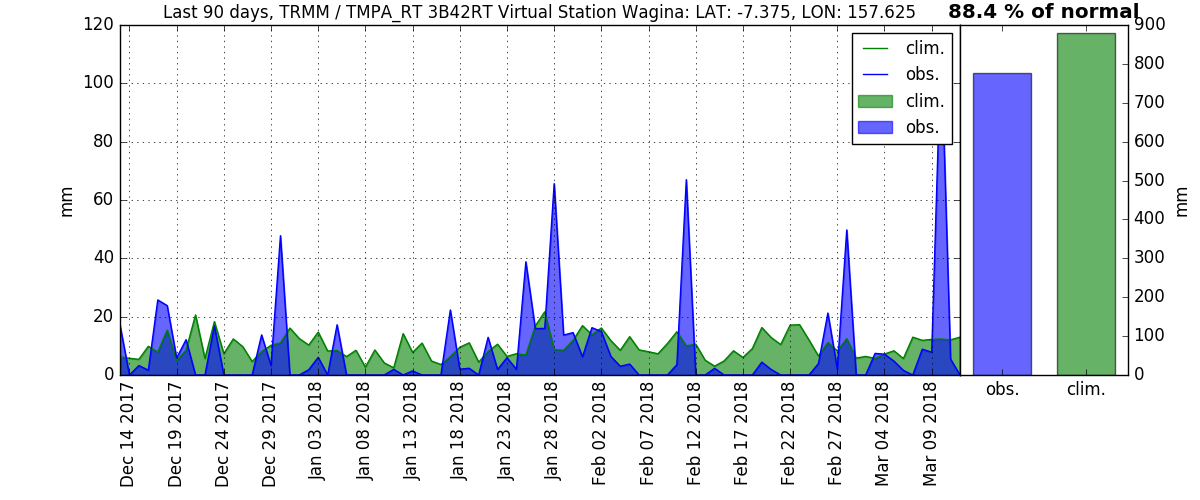 Last 90 days, TRMM / TMPA_RT 3B42RT Virtual Station Wagina: LAT: -7.375, LON: 157.625
88.4 % of normal
120
100
80
60
40
20
0
mm
clim.
obs.
clim.
obs.
900
800
700
600
500
400
300
200
100
0
mm
Dec 14 2017
Dec 19 2017
Dec 24 2017
Dec 29 2017
Jan 03 2018
Jan 08 2018
Jan 13 2018
Jan 18 2018
Jan 23 2018
Jan 28 2018
Feb 02 2018
Feb 07 2018
Feb 12 2018
Feb 17 2018
Feb 22 2018
Feb 27 2018
Mar 04 2018
Mar 09 2018
obs.
clim.